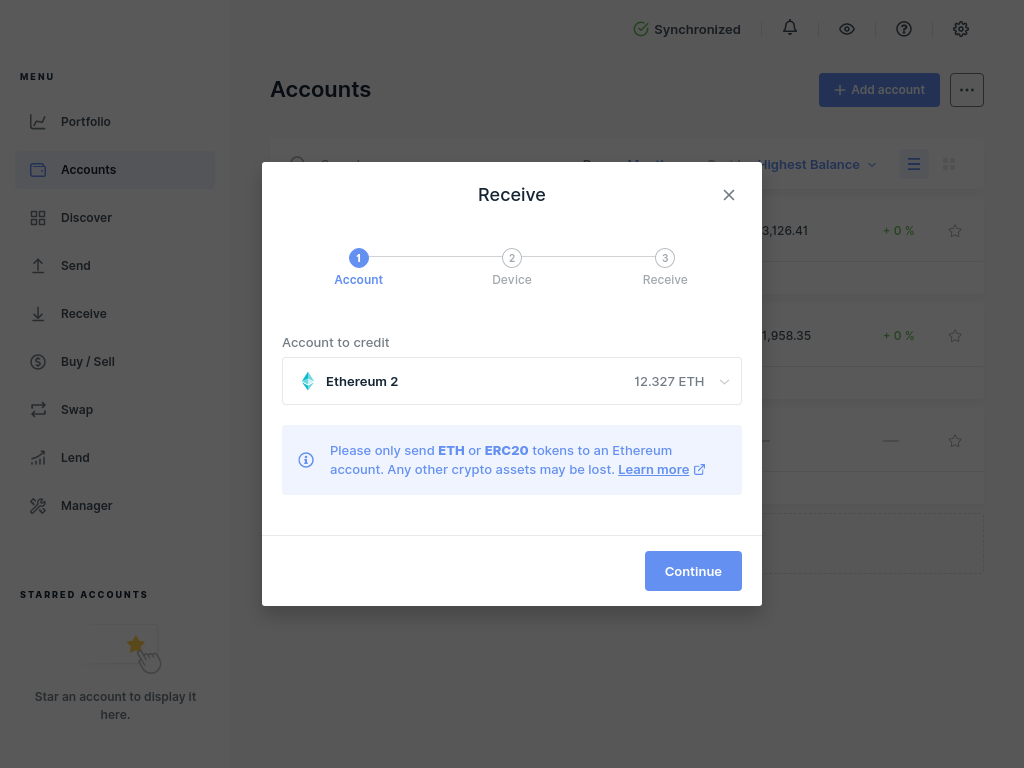 Synchronized
MENU
Accounts
+ Add account
Portfolio
Accounts
Highest Balance
Discover
Send
Receive
Buy / Sell
Swap
Lend
Manager
STARRED ACCOUNTS
Star an account to display it
here.
3,126.41
+ 0 %
1,958.35
+ 0 %
—
Receive
1
2
3
Account
Device
Receive
Account to credit
Ethereum 2
12.327 ETH
Please only send ETH or ERC20 tokens to an Ethereum
account. Any other crypto assets may be lost. Learn more
Continue